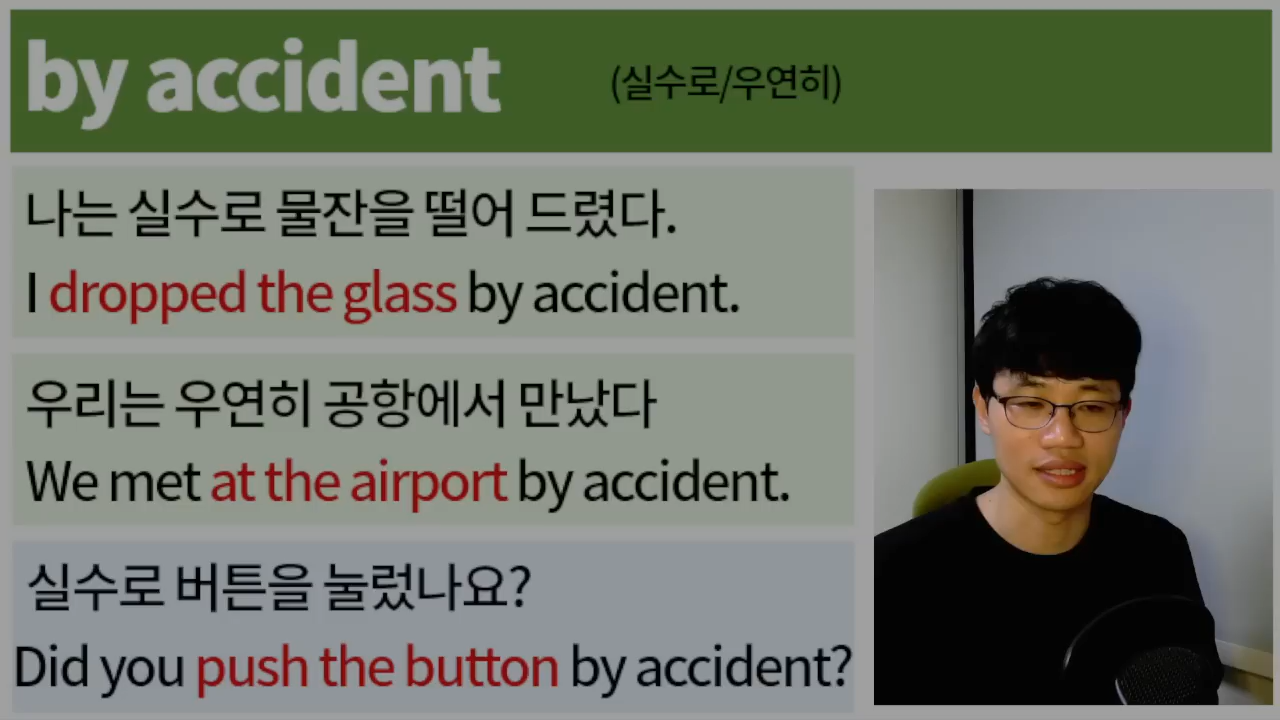 by accident (실수로/우연히)
나는 실수로 물잔을 떨어 드렸다.
I dropped the glass by accident.
우리는 우연히 공항에서 만났다
We met at the airport by accident.
실수로 버튼을 눌렀나요?
Did you push the button by accident?